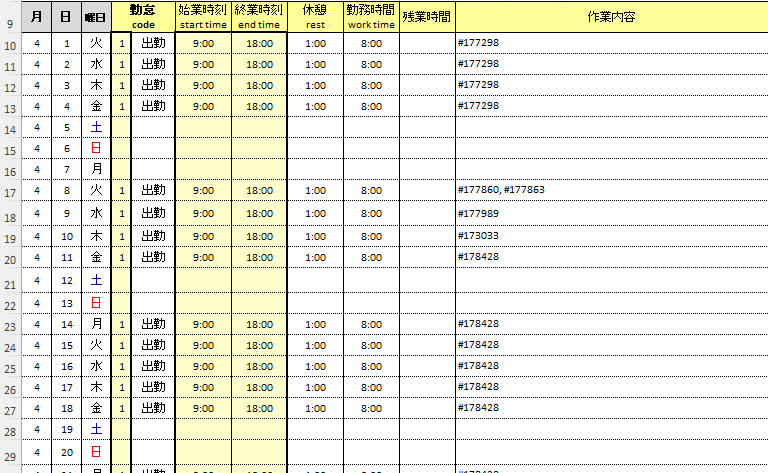 9 月 日 曜日 勤怠 code 始業時刻 start time 終業時刻 end time 休憩 rest 勤務時間 work time 残業時間 作業内容
10 4 1 火 1 出勤 9:00 18:00 1:00 8:00 #177298
11 4 2 水 1 出勤 9:00 18:00 1:00 8:00 #177298
12 4 3 木 1 出勤 9:00 18:00 1:00 8:00 #177298
13 4 4 金 1 出勤 9:00 18:00 1:00 8:00 #177298
14 4 5 土
15 4 6 日
16 4 7 月
17 4 8 火 1 出勤 9:00 18:00 1:00 8:00 #177860, #177863
18 4 9 水 1 出勤 9:00 18:00 1:00 8:00 #177989
19 4 10 木 1 出勤 9:00 18:00 1:00 8:00 #173033
20 4 11 金 1 出勤 9:00 18:00 1:00 8:00 #178428
21 4 12 土
22 4 13 日
23 4 14 月 1 出勤 9:00 18:00 1:00 8:00 #178428
24 4 15 火 1 出勤 9:00 18:00 1:00 8:00 #178428
25 4 16 水 1 出勤 9:00 18:00 1:00 8:00 #178428
26 4 17 木 1 出勤 9:00 18:00 1:00 8:00 #178428
27 4 18 金 1 出勤 9:00 18:00 1:00 8:00 #178428
28 4 19 土
29 4 20 日